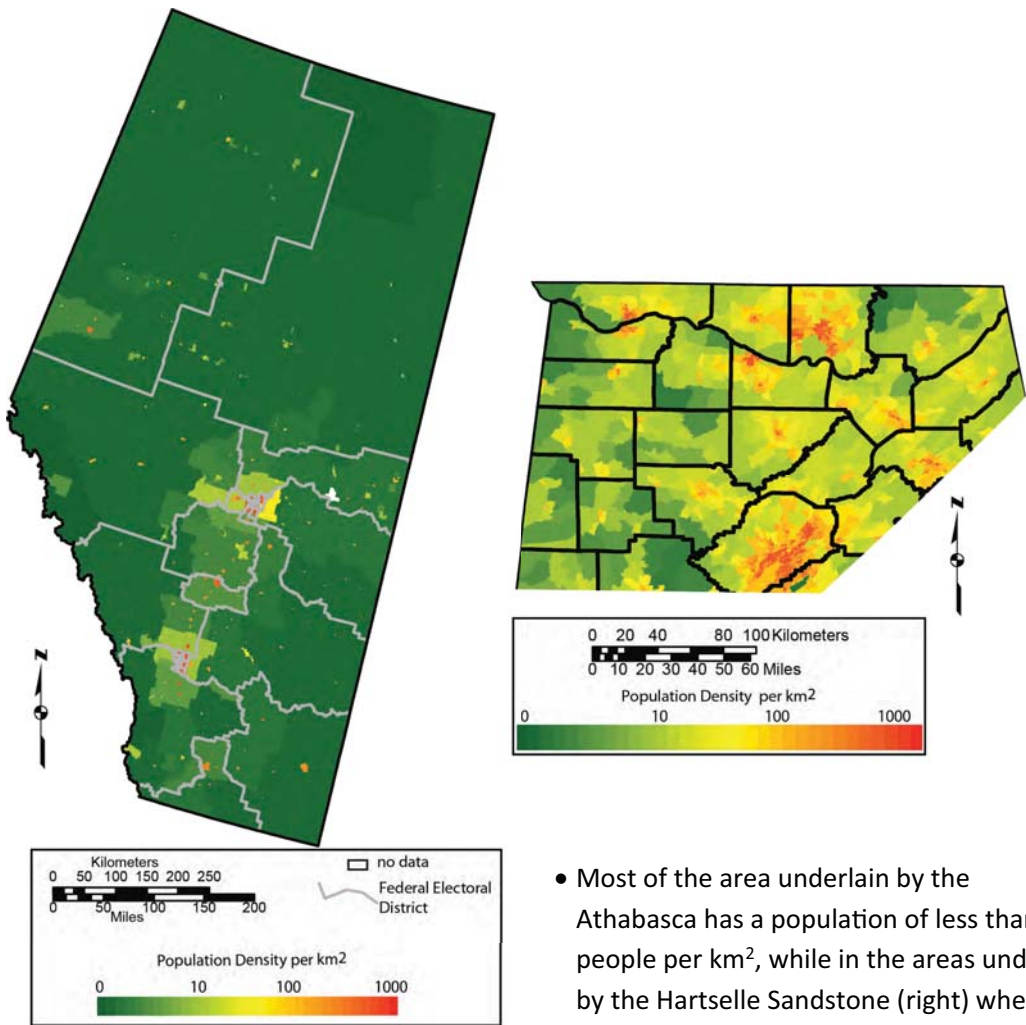 N
N
0 20 40 80 100 Kilometers
0 10 20 30 40 50 60 Miles
Population Density per km2
0 10 100 1000
Kilometers
0 50 100 150 200 250
0 50 100 150 200
Miles
no data
Federal Electoral
District
Population Density per km2
0 10 100 1000
• Most of the area underlain by the
Athabasca has a population of less
people per km2, while in the areas
by the Hartselle Sandstone (right)